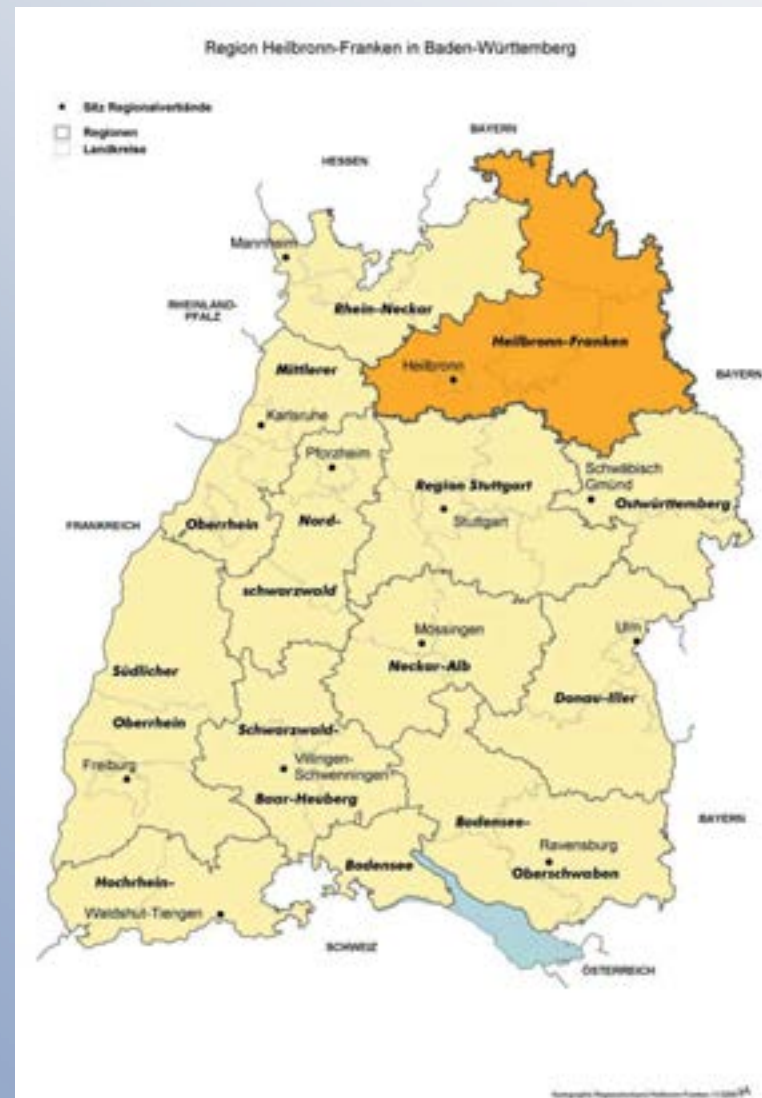 Region Heilbronn-Franken in Baden-Württemberg
Sitz Regionalverbände
Regionen
Landkreise
BAYERN
HESSEN
Mannheim
RHEINLAND-
PFALZ
Rhein-Neckar
Heilbronn-Franken
Mittlerer
Heilbronn
BAYERN
Karlsruhe
Pforzheim
Schwäbisch
Gmünd
Region Stuttgart
Ostwürttemberg
FRANKREICH
Oberrhein
Nord-
Stuttgart
schwarzwald
Mössingen
Ulm
Neckar-Alb
Südlicher
Donau-Iller
Oberrhein
Schwarzwald-
Freiburg
Villingen-
Schwenningen
Baar-Heuberg
Bodensee-
BAYERN
Ravensburg
Bodensee
Oberschwaben
Hochrhein-
Waldshut-Tiengen
SCHWEIZ
ÖSTERREICH